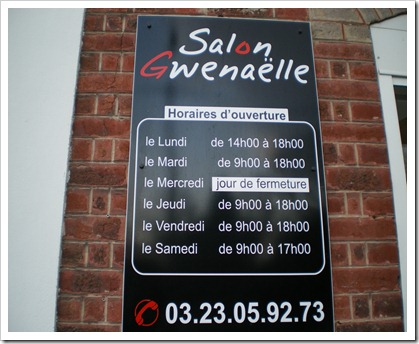 Salon
Gwenaëlle
Horaires d'ouverture
le Lundi de 14h00 à 18h00
le Mardi de 9h00 à 18h00
le Mercredi jour de fermeture
le Jeudi de 9h00 à 18h00
le Vendredi de 9h00 à 18h00
le Samedi de 9h00 à 17h00
03.23.05.92.73